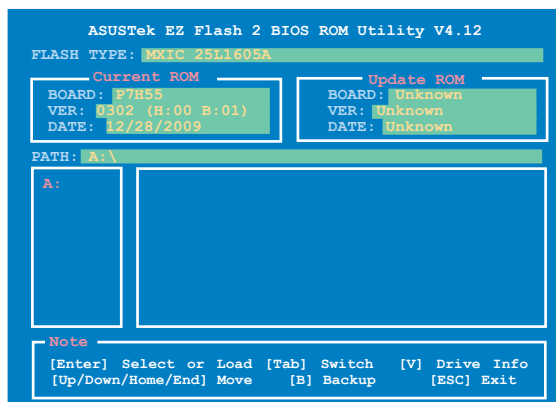 ASUSTek EZ Flash 2 BIOS ROM Utility V4.12
FLASH TYPE: MXIC 25L1605A
Current ROM
BOARD: P7H55
VER: 0302 (H:00 B:01)
DATE: 12/28/2009
Update ROM
BOARD: Unknown
VER: Unknown
DATE: Unknown
PATH: A:\
A:
Note
[Enter] Select or Load [Tab] Switch [V] Drive Info
[Up/Down/Home/End] Move [B] Backup [ESC] Exit